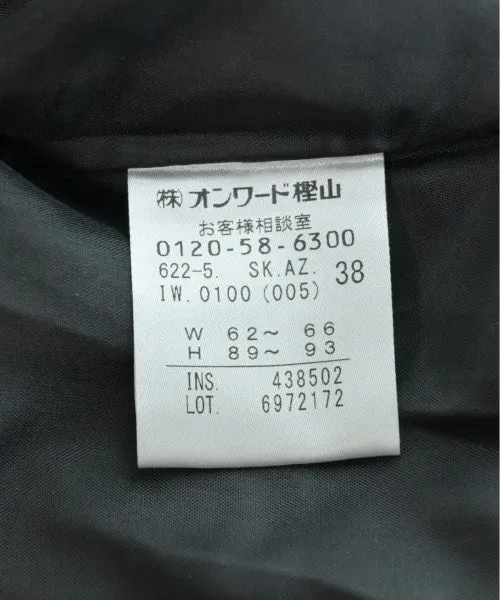 (株)オンワード樫山
お客様相談室
0120-58-6300
622-5. SK.AZ. 38
IW.0100(005)
W 62〜 66
H 89〜 93
INS. 438502
LOT. 6972172